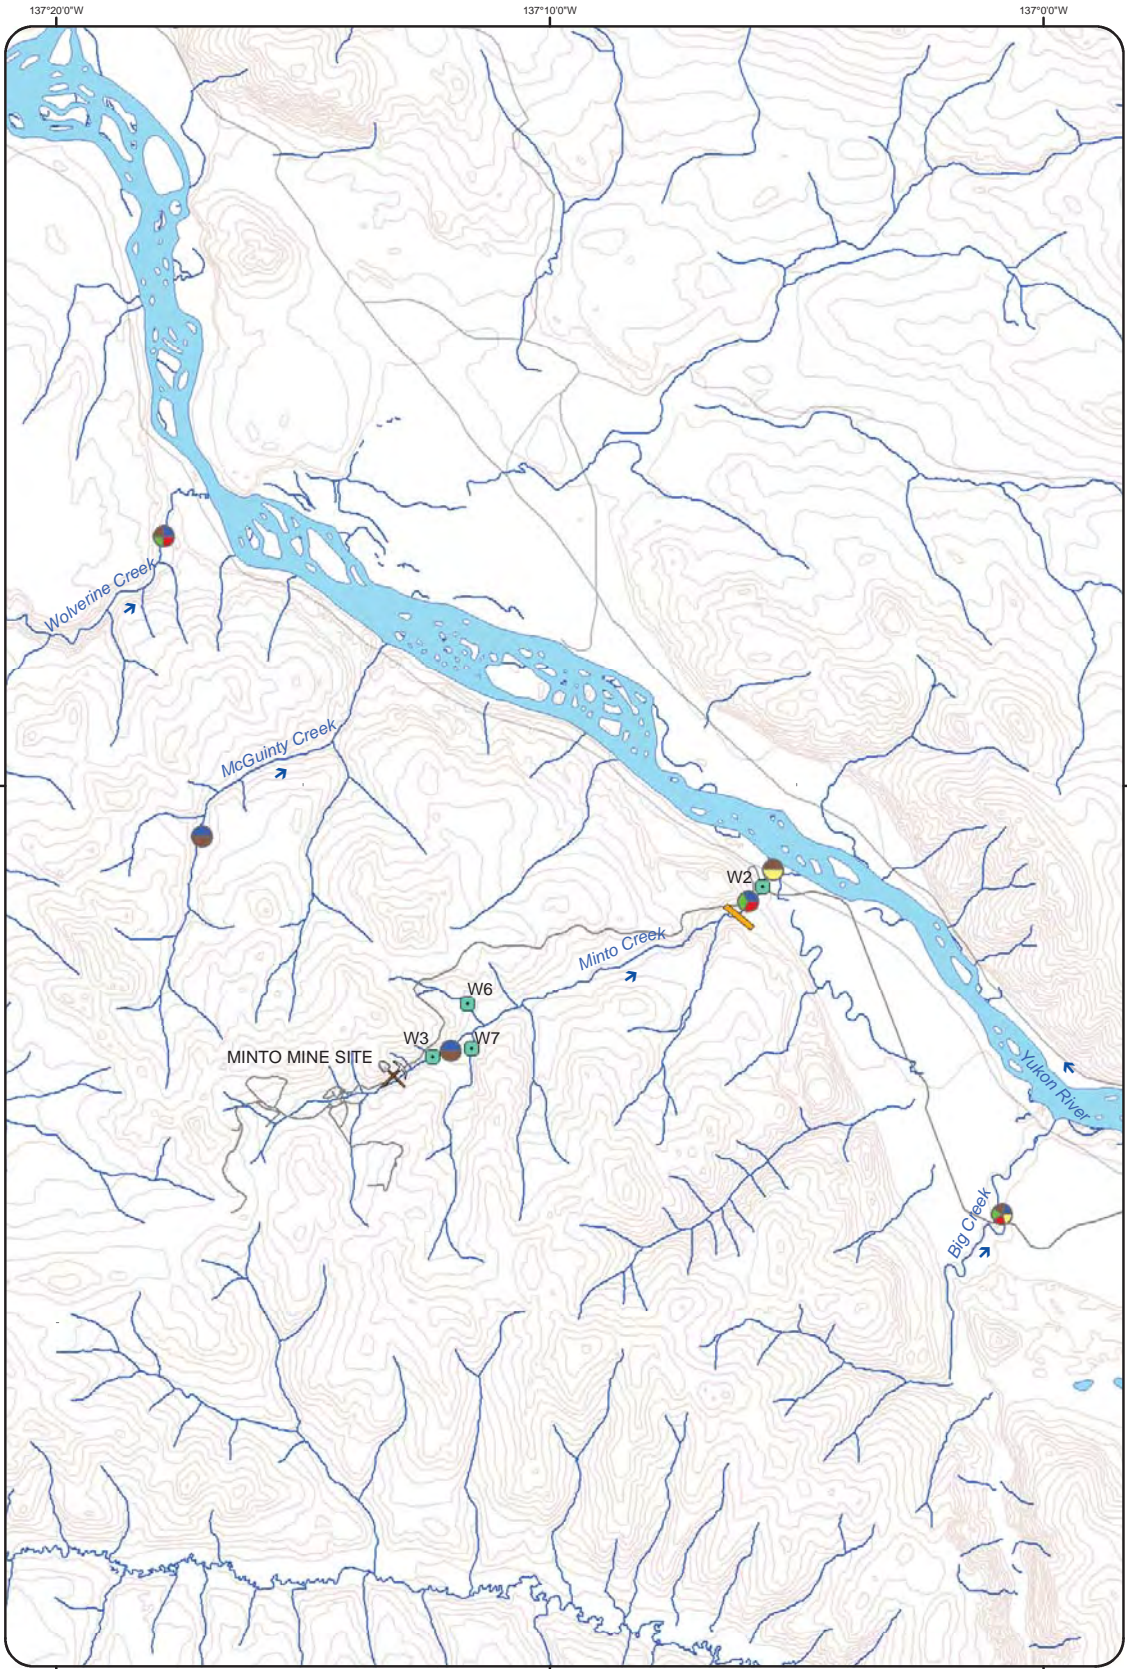 137°20'0"W
137°10'0"W
137°0'0"W
Wolverine Creek
McGuinty Creek
W2
Minto Creek
W6
W3
W7
MINTO MINE SITE
Yukon River
Big Creek